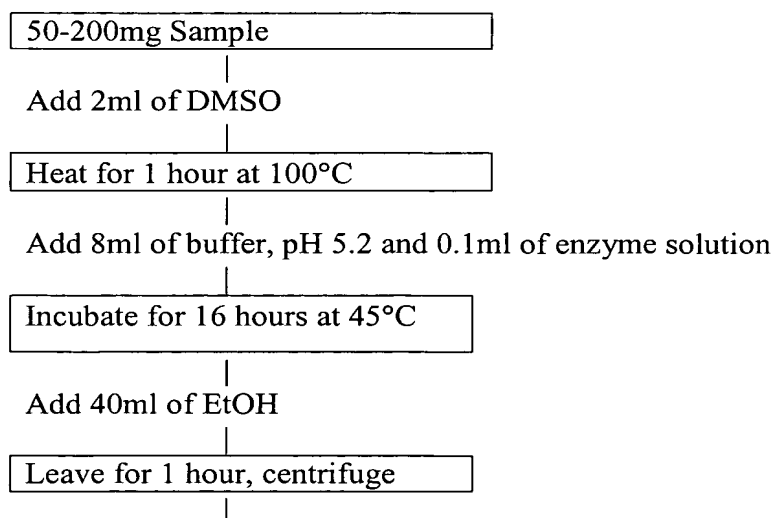 50-200mg Sample
Add 2ml of DMSO
Heat for 1 hour at 100°C
Add 8ml of buffer, pH 5.2 and 0.1ml of enzyme solution
Incubate for 16 hours at 45°C
Add 40ml of EtOH
Leave for 1 hour, centrifuge